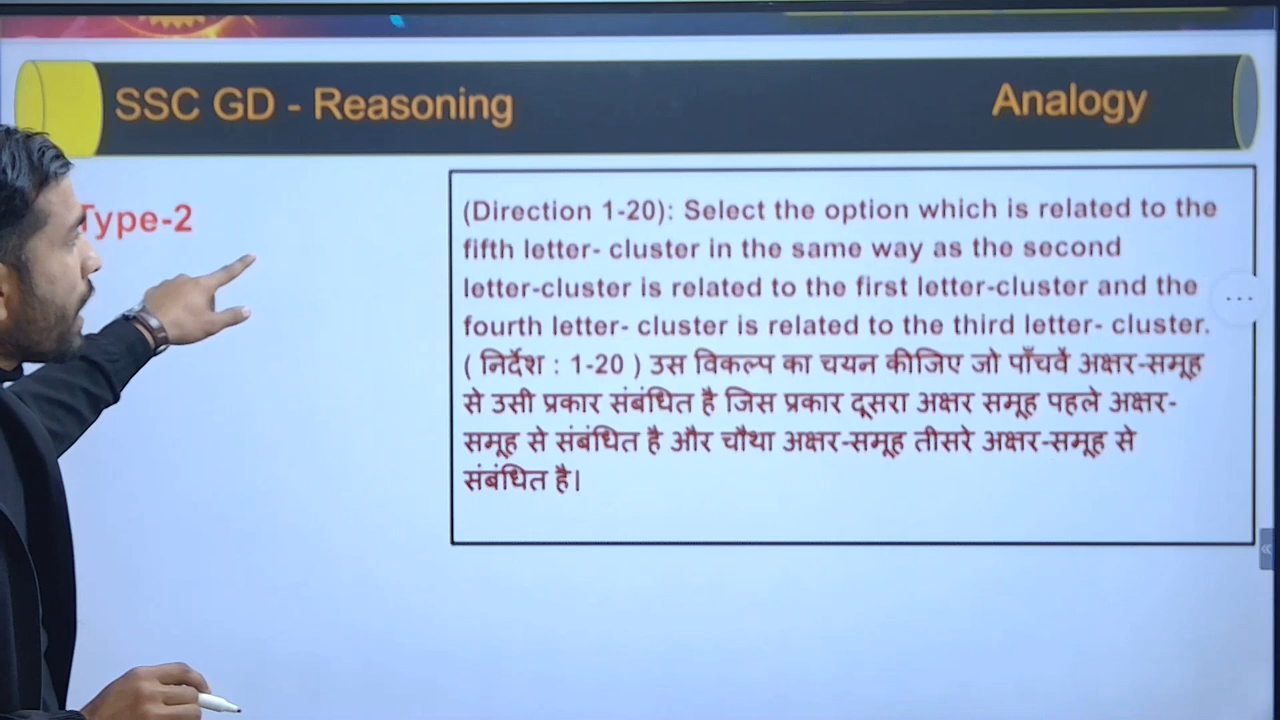 SSC GD - Reasoning
Analogy
Type-2
(Direction 1-20): Select the option which is related to the
fifth letter- cluster in the same way as the second
letter-cluster is related to the first letter-cluster and the
fourth letter- cluster is related to the third letter- cluster.
( निर्देश : 1-20 ) उस विकल्प का चयन कीजिए जो पाँचवें अक्षर-समूह
से उसी प्रकार संबंधित है जिस प्रकार दूसरा अक्षर समूह पहले अक्षर-
समूह से संबंधित है और चौथा अक्षर-समूह तीसरे अक्षर-समूह से
संबंधित है।